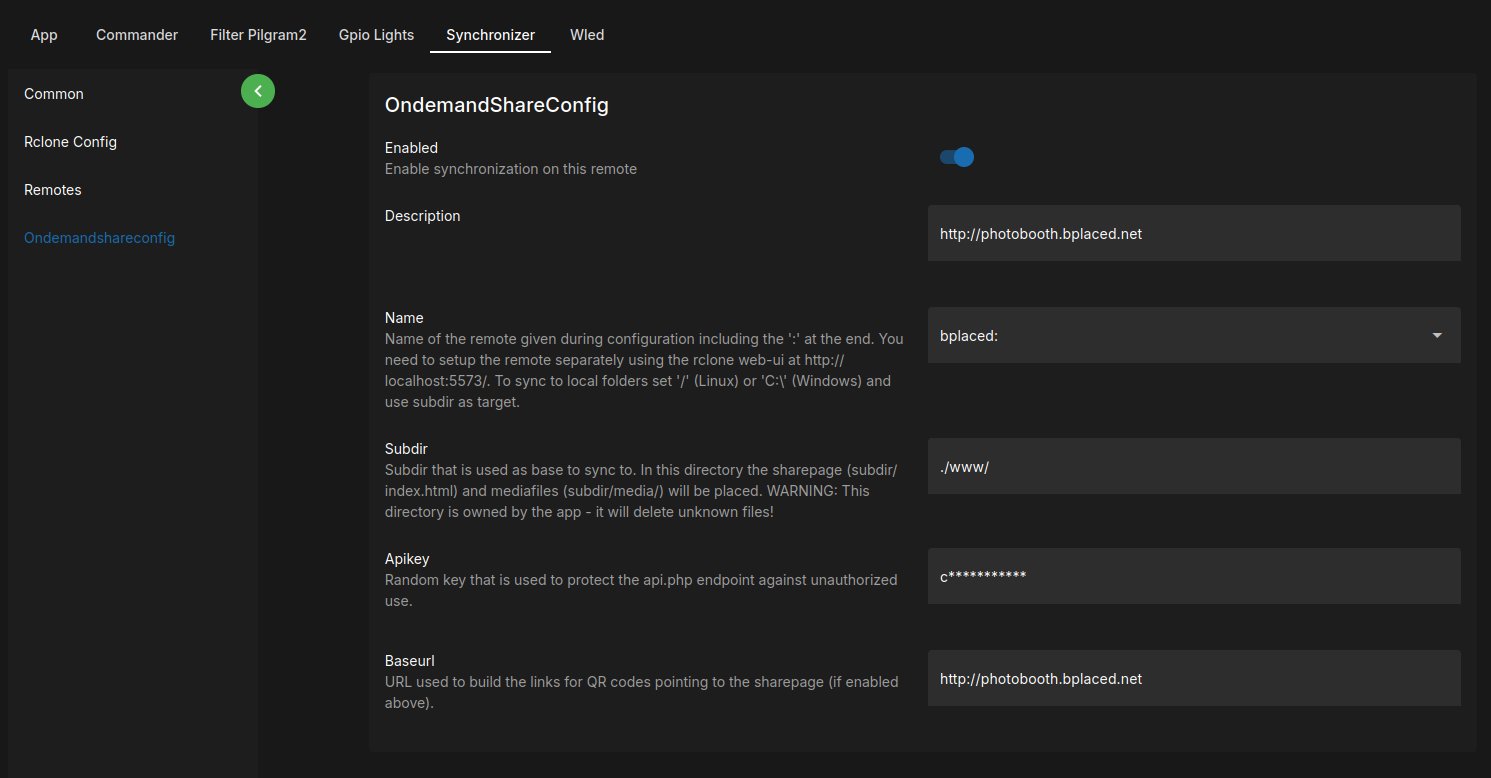 App Commander Filter Pilgram2 Gpio Lights Synchronizer Wled
Common
Rclone Config
Remotes
Ondemandshareconfig
OndemandShareConfig
Enabled
Enable synchronization on this remote
Description
http://photobooth.bplaced.net
Name
Name of the remote given during configuration including the ':' at the end. You
need to setup the remote separately using the rclone web-ui at http://
localhost:5573/. To sync to local folders set '/' (Linux) or 'C:\' (Windows) and
use subdir as target.
bplaced:
Subdir
Subdir that is used as base to sync to. In this directory the sharepage (subdir/
index.html) and mediafiles (subdir/media/) will be placed. WARNING: This
directory is owned by the app - it will delete unknown files!
./www/
Apikey
Random key that is used to protect the api.php endpoint against unauthorized
use.
c***********
Baseurl
URL used to build the links for QR codes pointing to the sharepage (if enabled
above).
http://photobooth.bplaced.net